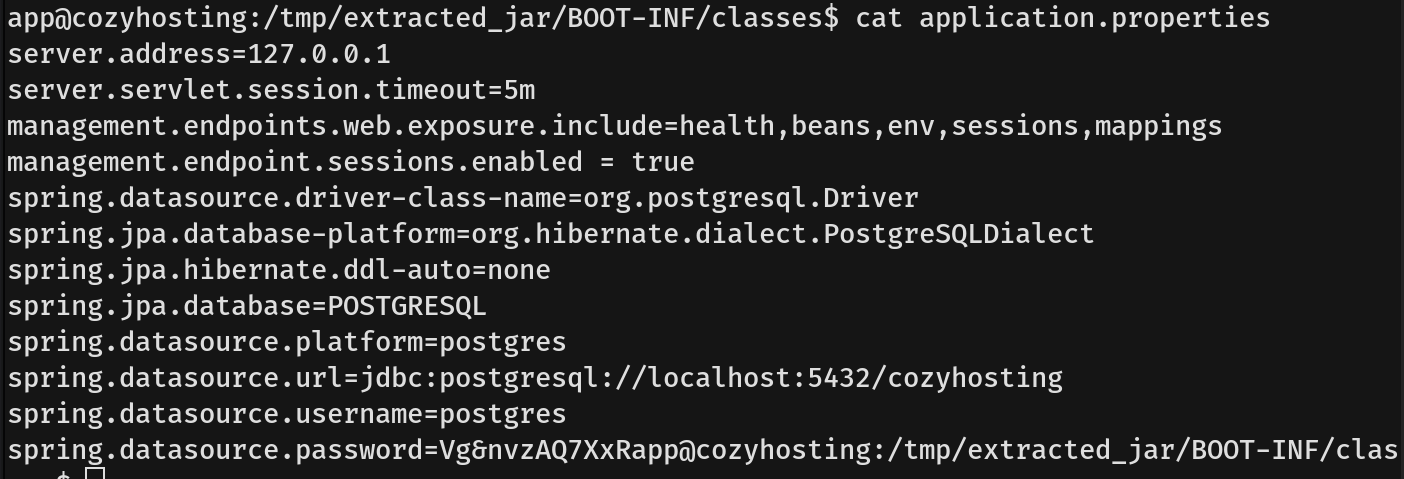 app@cozyhosting:/tmp/extracted_jar/BOOT-INF/classes$ cat application.properties
server.address=127.0.0.1
server.servlet.session.timeout=5m
management.endpoints.web.exposure.include=health,beans,env,sessions,mappings
management.endpoint.sessions.enabled = true
spring.datasource.driver-class-name=org.postgresql.Driver
spring.jpa.database-platform=org.hibernate.dialect.PostgreSQLDialect
spring.jpa.hibernate.ddl-auto=none
spring.jpa.database=POSTGRESQL
spring.datasource.platform=postgres
spring.datasource.url=jdbc:postgresql://localhost:5432/cozyhosting
spring.datasource.username=postgres
spring.datasource.password=Vg&nvzAQ7XxRapp@cozyhosting:/tmp/extracted_jar/BOOT-INF/clas
$